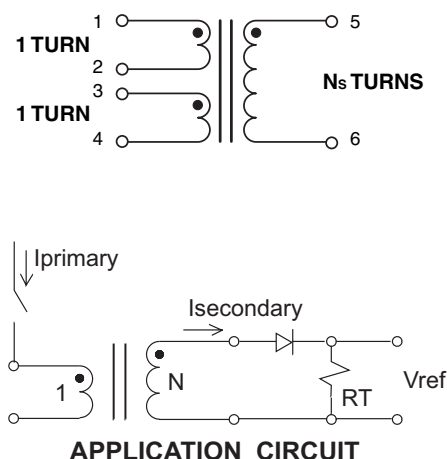 1
5
1 TURN
2
3
Ns TURNS
1 TURN
4
6
Iprimary
Isecondary
1
N
RT
Vref
APPLICATION CIRCUIT